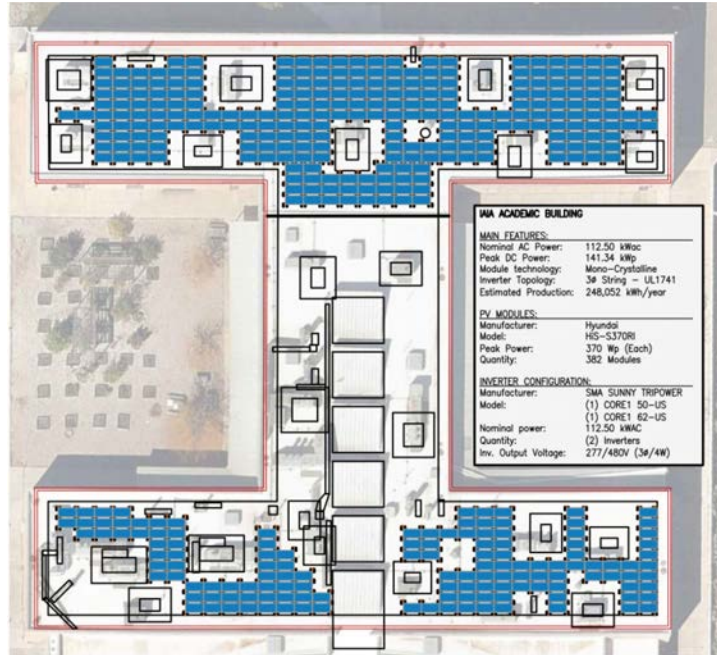 IAIA ACADEMIC BUILDING
MAIN FEATURES:
Nominal AC Power: 112.50 kWac
Peak DC Power: 141.34 kWp
Module technology: Mono-Crystalline
Inverter Topology: 3ø String - UL1741
Estimated Production: 248,052 kWh/year
PV MODULES:
Manufacturer: Hyundai
Model: HiS-S370RI
Peak Power: 370 Wp (Each)
Quantity: 382 Modules
INVERTER CONFIGURATION:
Manufacturer: SMA SUNNY TRIPOWER
Model: (1) CORE1 50-US
(1) CORE1 62-US
Nominal power: 112.50 kWAC
Quantity: (2) Inverters
Inv. Output Voltage: 277/480V (3ø/4W)